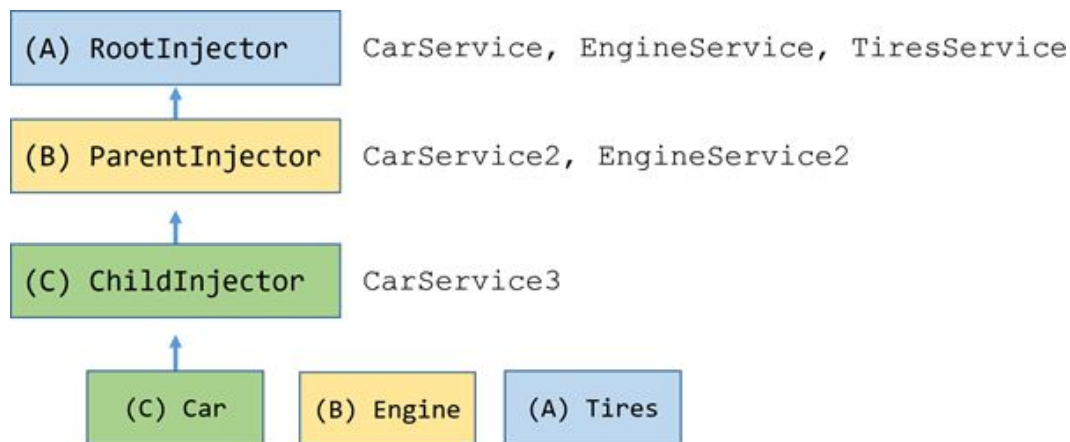 (A) RootInjector CarService, EngineService, TiresService
(B) ParentInjector CarService2, EngineService2
(C) ChildInjector CarService3
(C) Car (B) Engine (A) Tires